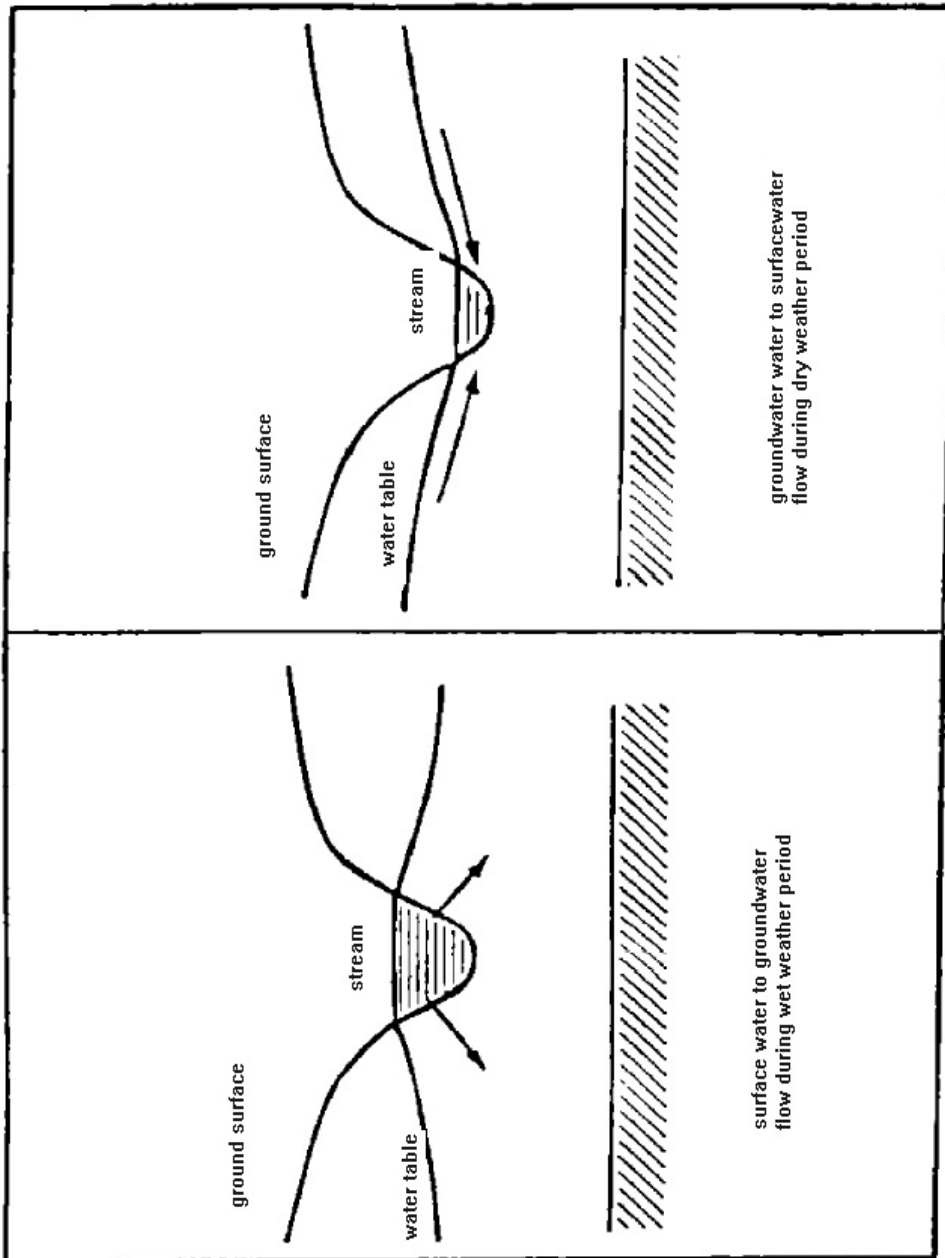 ground surface
stream
water table
surface water to groundwater
flow during wet weather period
ground surface
stream
water table
groundwater water to surfacewater
flow during dry weather period